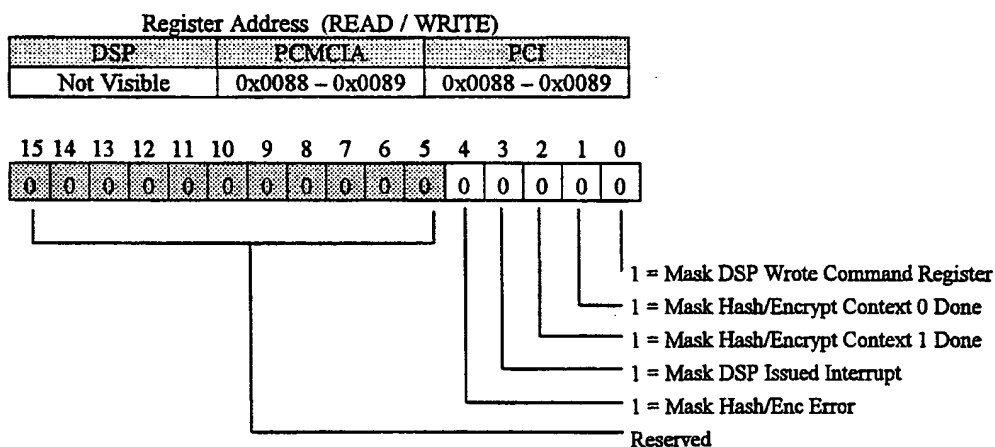 Register Address (READ / WRITE)
DSP PCMCIA PCI
Not Visible 0x0088 – 0x0089 0x0088 – 0x0089
15 14 13 12 11 10 9 8 7 6 5 4 3 2 1 0
0 0 0 0 0 0 0 0 0 0 0 0 0 0 0 0
1 = Mask DSP Wrote Command Register
1 = Mask Hash/Encrypt Context 0 Done
1 = Mask Hash/Encrypt Context 1 Done
1 = Mask DSP Issued Interrupt
1 = Mask Hash/Enc Error
Reserved